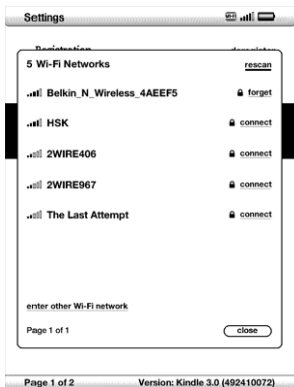 Settings
Registration deregister
5 Wi-Fi Networks rescan
Belkin_N_Wireless_4AEEF5 forget
HSK connect
2WIRE406 connect
2WIRE967 connect
The Last Attempt connect
enter other Wi-Fi network
Page 1 of 1 close
Page 1 of 2 Version: Kindle 3.0 (492410072)